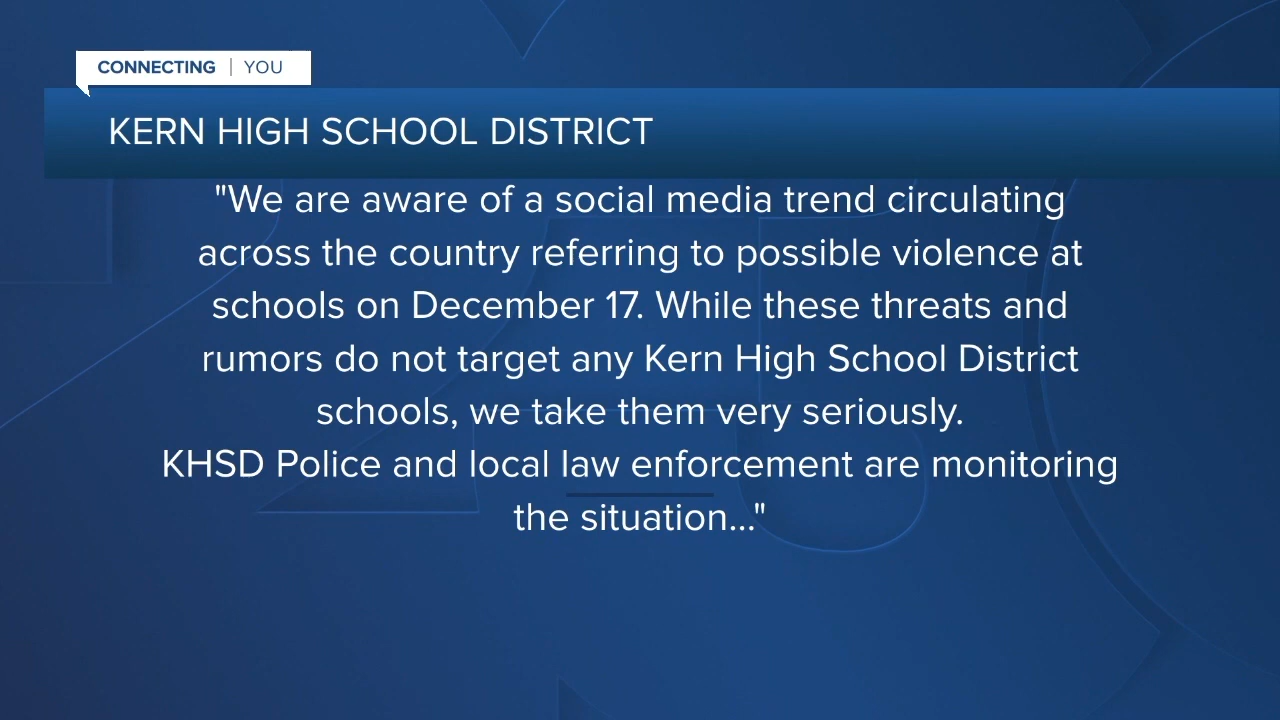 CONNECTING | YOU
KERN HIGH SCHOOL DISTRICT
"We are aware of a social media trend circulating
across the country referring to possible violence at
schools on December 17. While these threats and
rumors do not target any Kern High School District
schools, we take them very seriously.
KHSD Police and local law enforcement are monitoring
the situation..."